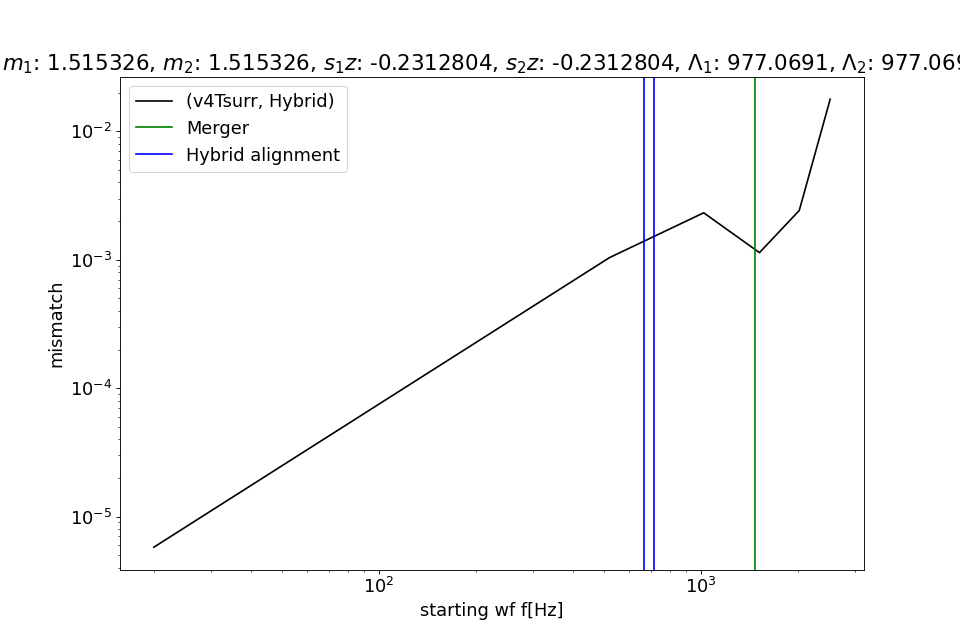 m₁: 1.515326, m₂: 1.515326, s₁z: -0.2312804, s₂z: -0.2312804, Λ₁: 977.0691, Λ₂: 977.069
(v4Tsurr, Hybrid)
Merger
Hybrid alignment
10⁻²
10⁻³
10⁻⁴
10⁻⁵
mismatch
10² 10³
starting wf f[Hz]